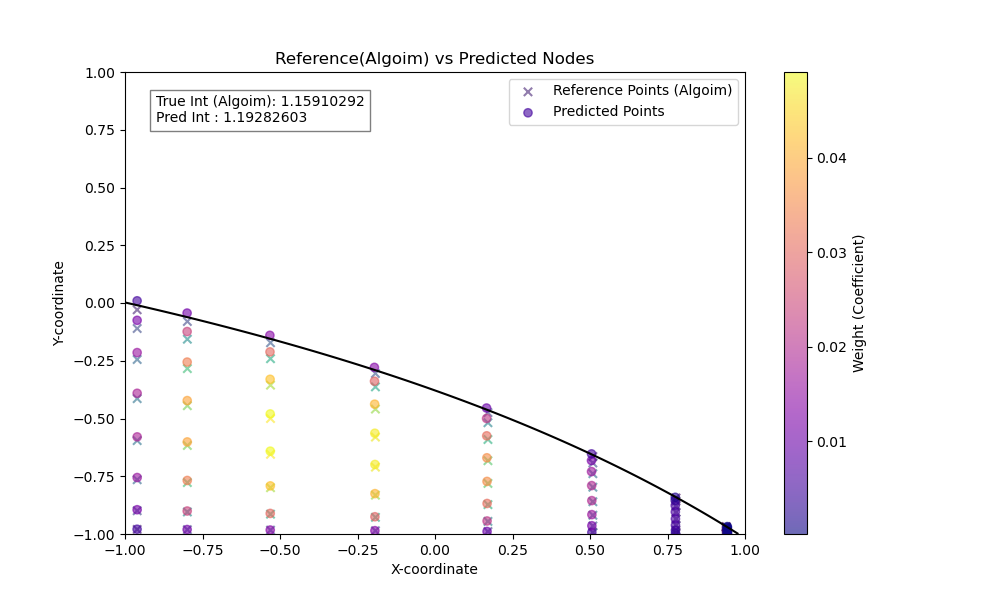 Reference(Algoim) vs Predicted Nodes
True Int (Algoim): 1.15910292
Pred Int : 1.19282603
Reference Points (Algoim)
Predicted Points
1.00
0.75
0.50
0.25
0.00
−0.25
−0.50
−0.75
−1.00
Y-coordinate
−1.00
−0.75
−0.50
−0.25
0.00
0.25
0.50
0.75
1.00
X-coordinate
0.04
0.03
0.02
0.01
Weight (Coefficient)